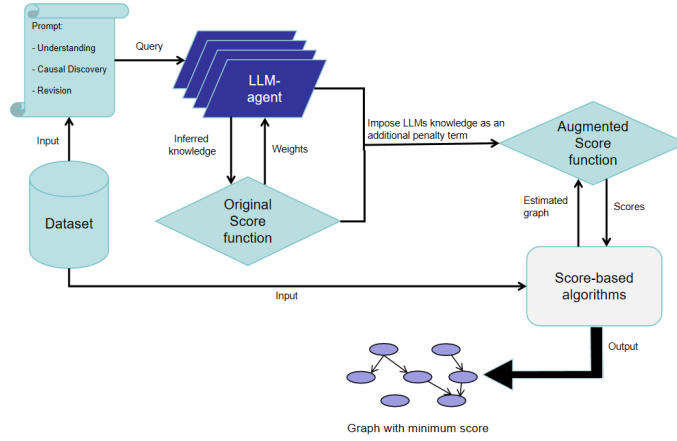 Prompt:
- Understanding
- Causal Discovery
- Revision
Query
LLM-
agent
Input
Inferred
knowledge
Weights
Impose LLMs knowledge as an
additional penalty term
Augmented
Score
function
Dataset
Original
Score
function
Estimated
graph
Scores
Input
Score-based
algorithms
Output
Graph with minimum score